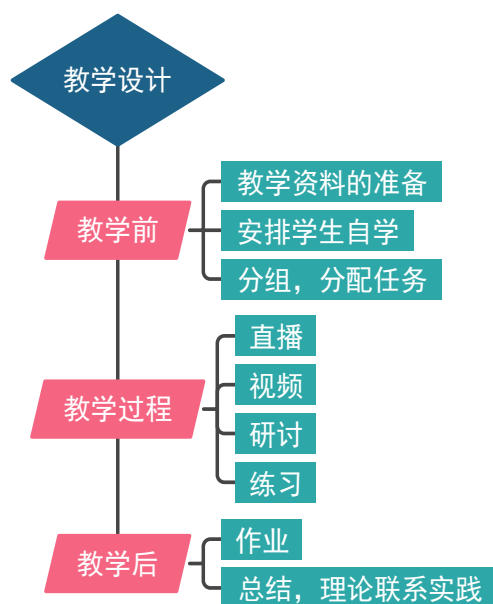 教学设计
教学前
教学资料的准备
安排学生自学
分组，分配任务
教学过程
直播
视频
研讨
练习
教学后
作业
总结，理论联系实践